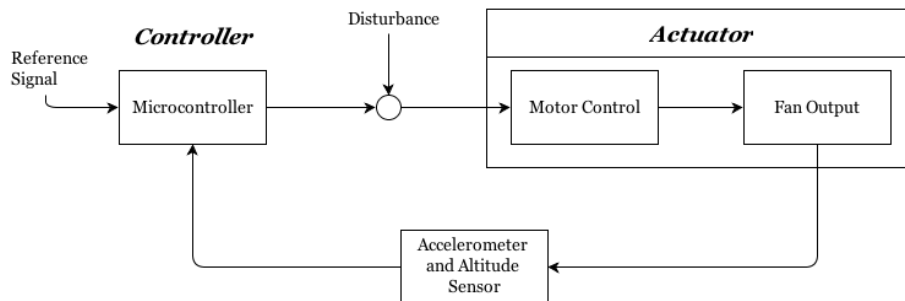 Disturbance
Controller
Actuator
Reference
Signal
Microcontroller
Motor Control
Fan Output
Accelerometer
and Altitude
Sensor